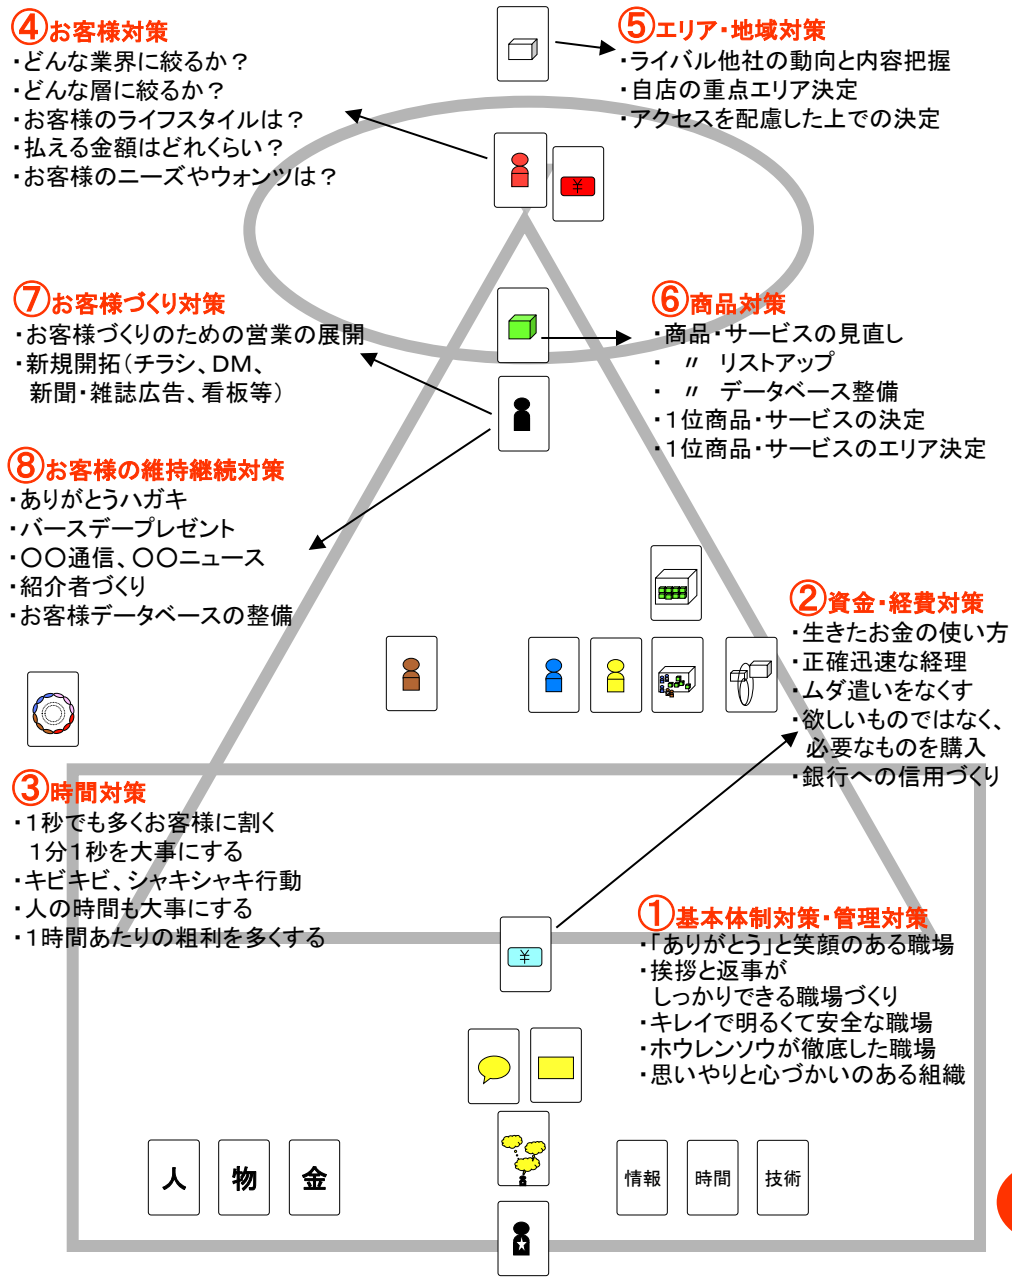 ④お客様対策
・どんな業界に絞るか？
・どんな層に絞るか？
・お客様のライフスタイルは？
・払える金額はどれくらい？
・お客様のニーズやウォンツは？
⑤エリア・地域対策
・ライバル他社の動向と内容把握
・自店の重点エリア決定
・アクセスを配慮した上での決定
¥
⑦お客様づくり対策
・お客様づくりのための営業の展開
・新規開拓（チラシ、DM、
新聞・雑誌広告、看板等）
⑥商品対策
・商品・サービスの見直し
・ 〃 リストアップ
・ 〃 データベース整備
・１位商品・サービスの決定
・１位商品・サービスのエリア決定
⑧お客様の維持継続対策
・ありがとうハガキ
・バースデープレゼント
・〇〇通信、〇〇ニュース
・紹介者づくり
・お客様データベースの整備
②資金・経費対策
・生きたお金の使い方
・正確迅速な経理
・ムダ遣いをなくす
・欲しいものではなく、
必要なものを購入
・銀行への信用づくり
③時間対策
・１秒でも多くお客様に割く
１分１秒を大事にする
・キビキビ、シャキシャキ行動
・人の時間も大事にする
・１時間あたりの粗利を多くする
¥
①基本体制対策・管理対策
・「ありがとう」と笑顔のある職場
・挨拶と返事が
しっかりできる職場づくり
・キレイで明るくて安全な職場
・ホウレンソウが徹底した職場
・思いやりと心づかいのある組織
人 物 金
情報 時間 技術